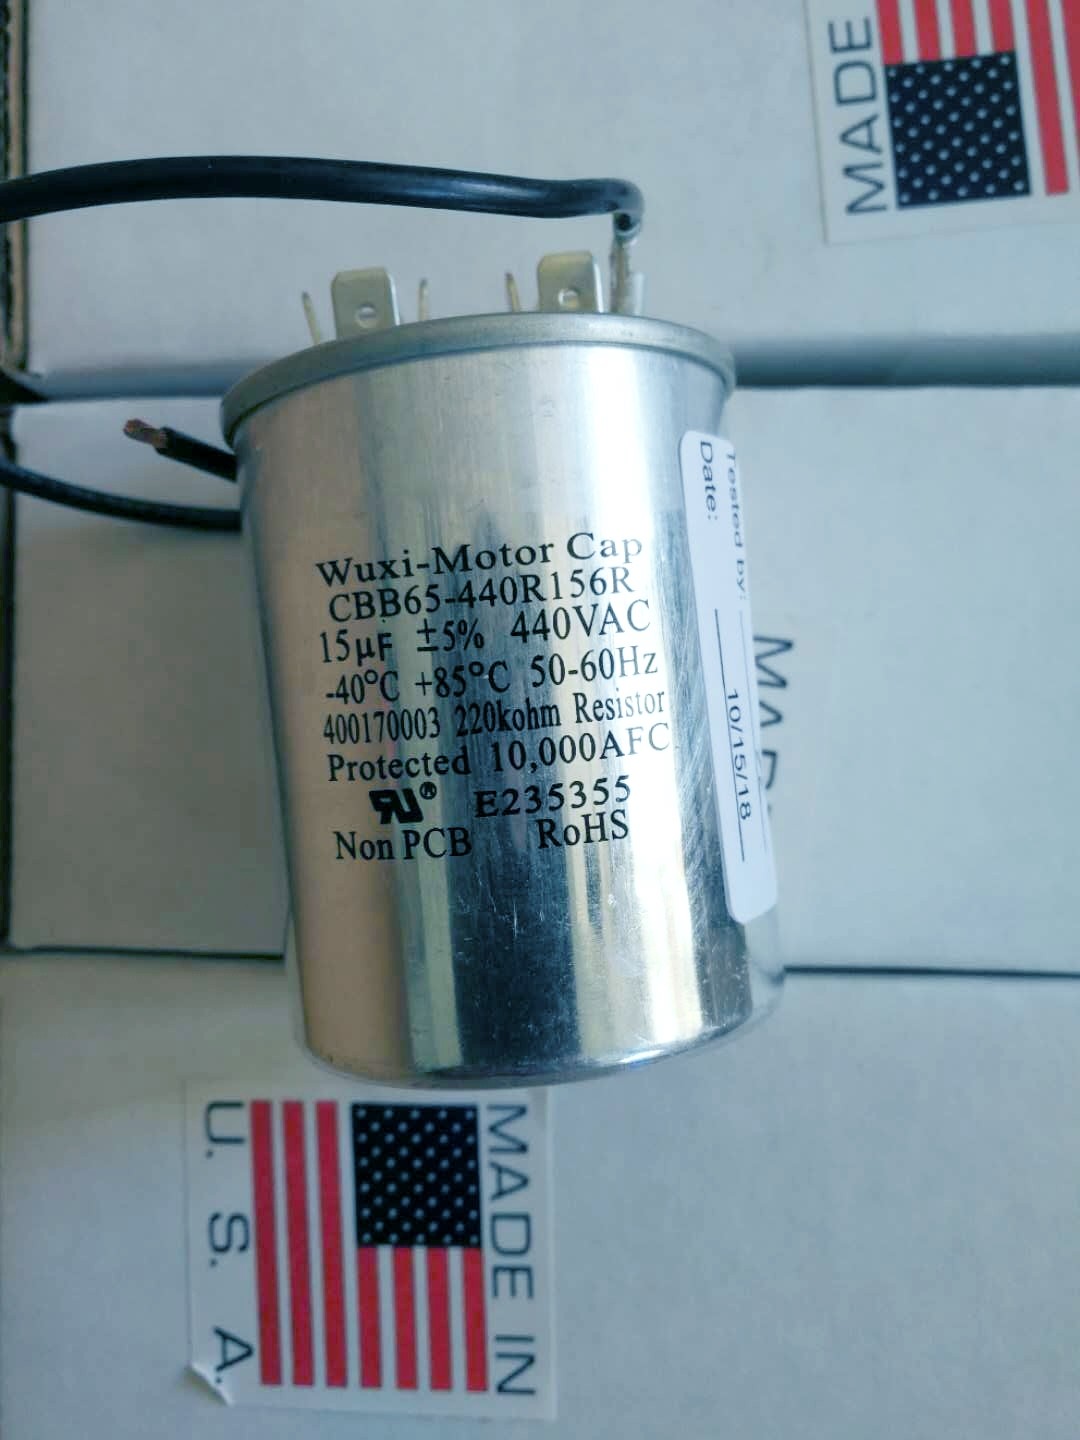 MADE
Wuxi-Motor Cap
CBB65-440R156R
15μF ±5% 440VAC
-40°C +85°C 50-60Hz
400170003 220kohm Resistor
Protected 10,000AFC
RU® E235355
Non PCB RoHS
Tested by:
Date: 10/15/18
MADE IN
U. S. A.